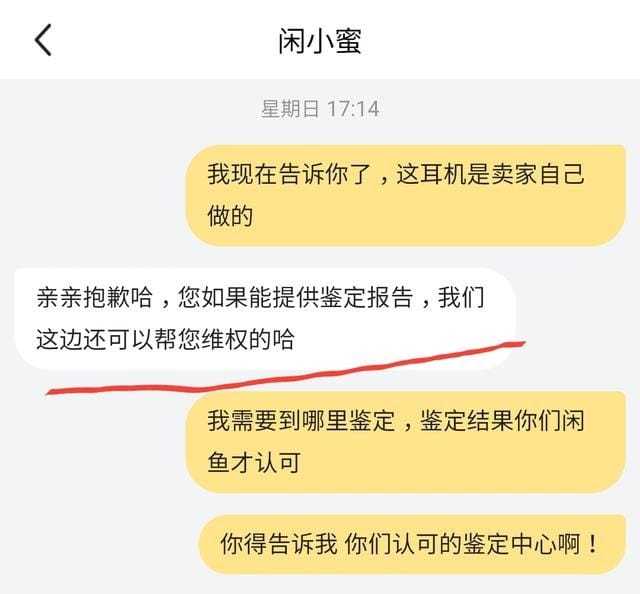 闲小蜜
星期日 17:14
我现在告诉你了，这耳机是卖家自己
做的
亲亲抱歉哈，您如果能提供鉴定报告，我们
这边还可以帮您维权的哈
我需要到哪里鉴定，鉴定结果你们闲
鱼才认可
你得告诉我 你们认可的鉴定中心啊！